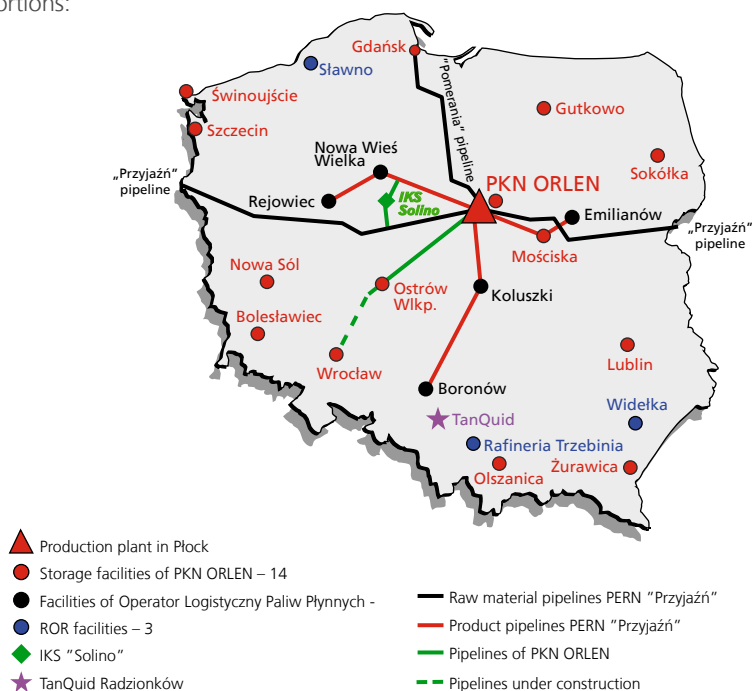 ortions:
Gdańsk
Sławno
Świnoujście
Szczecin
"Pomerania" pipeline
Gutkowo
Nowa Wieś
Wielka
Sokółka
„Przyjaźń”
pipeline
Rejowiec
IKS
Solino
PKN ORLEN
Emilianów
„Przyjaźń”
pipeline
Mościska
Nowa Sól
Ostrów
Wlkp.
Koluszki
Bolesławiec
Wrocław
Lublin
Boronów
Widełka
TanQuid
Rafineria Trzebinia
Olszanica
Żurawica
Production plant in Płock
Storage facilities of PKN ORLEN – 14
Facilities of Operator Logistyczny Paliw Płynnych -
ROR facilities – 3
IKS "Solino"
TanQuid Radzionków
Raw material pipelines PERN "Przyjaźń"
Product pipelines PERN "Przyjaźń"
Pipelines of PKN ORLEN
Pipelines under construction